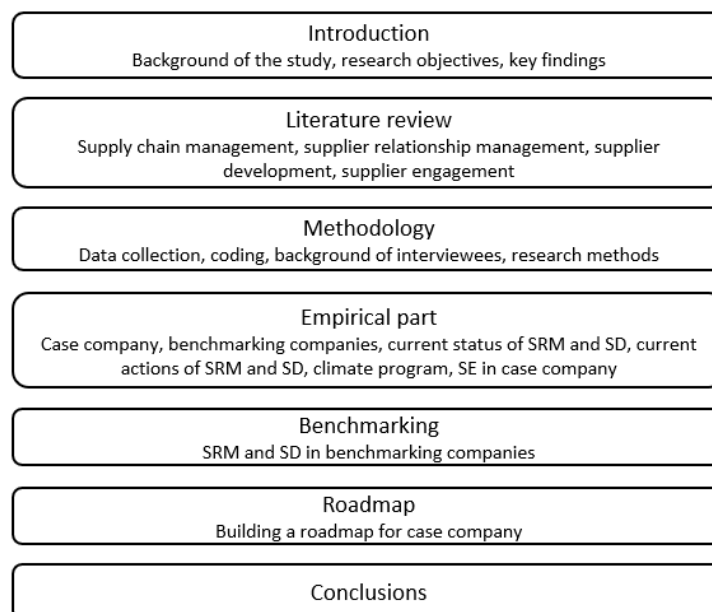 Introduction
Background of the study, research objectives, key findings
Literature review
Supply chain management, supplier relationship management, supplier
development, supplier engagement
Methodology
Data collection, coding, background of interviewees, research methods
Empirical part
Case company, benchmarking companies, current status of SRM and SD, current
actions of SRM and SD, climate program, SE in case company
Benchmarking
SRM and SD in benchmarking companies
Roadmap
Building a roadmap for case company
Conclusions